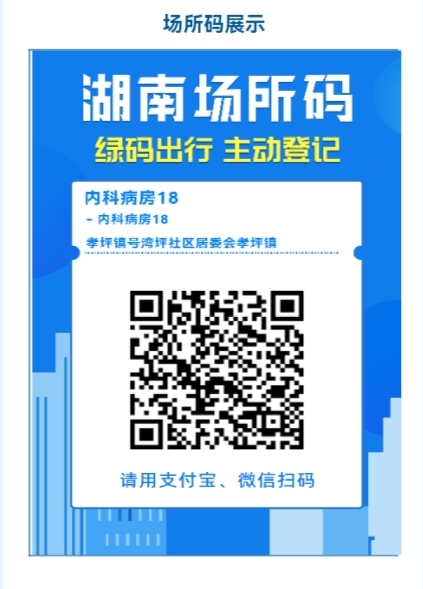 场所码展示
湖南场所码
绿码出行 主动登记
内科病房18
- 内科病房18
孝坪镇号湾坪社区居委会孝坪镇
请用支付宝、微信扫码